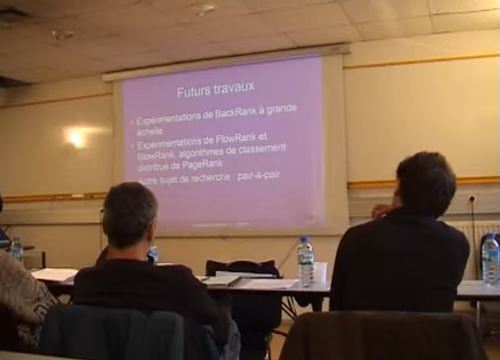 Futurs travaux
Expérimentations de BackRank à grande
échelle
Expérimentations de FlowRank et
BlowRank, algorithmes de classement
distribué de PageRank
Autre sujet de recherche : pair-à-pair